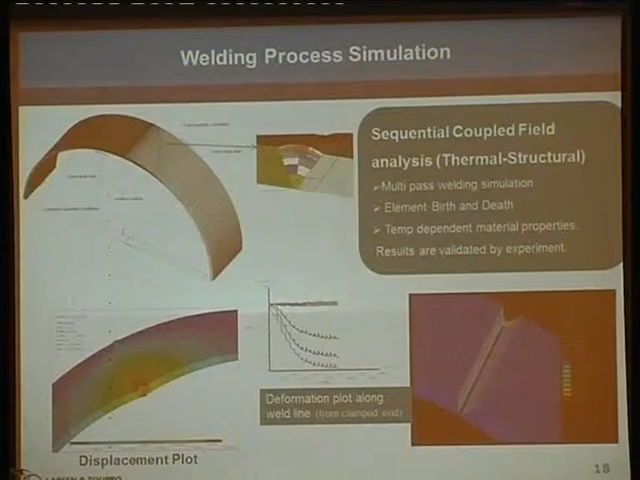 Welding Process Simulation
Sequential Coupled Field
analysis (Thermal-Structural)
➢ Multi pass welding simulation
➢ Element Birth and Death
➢ Temp dependent material properties.
Results are validated by experiment.
Deformation plot along
weld line (from clamped end)
Displacement Plot
18